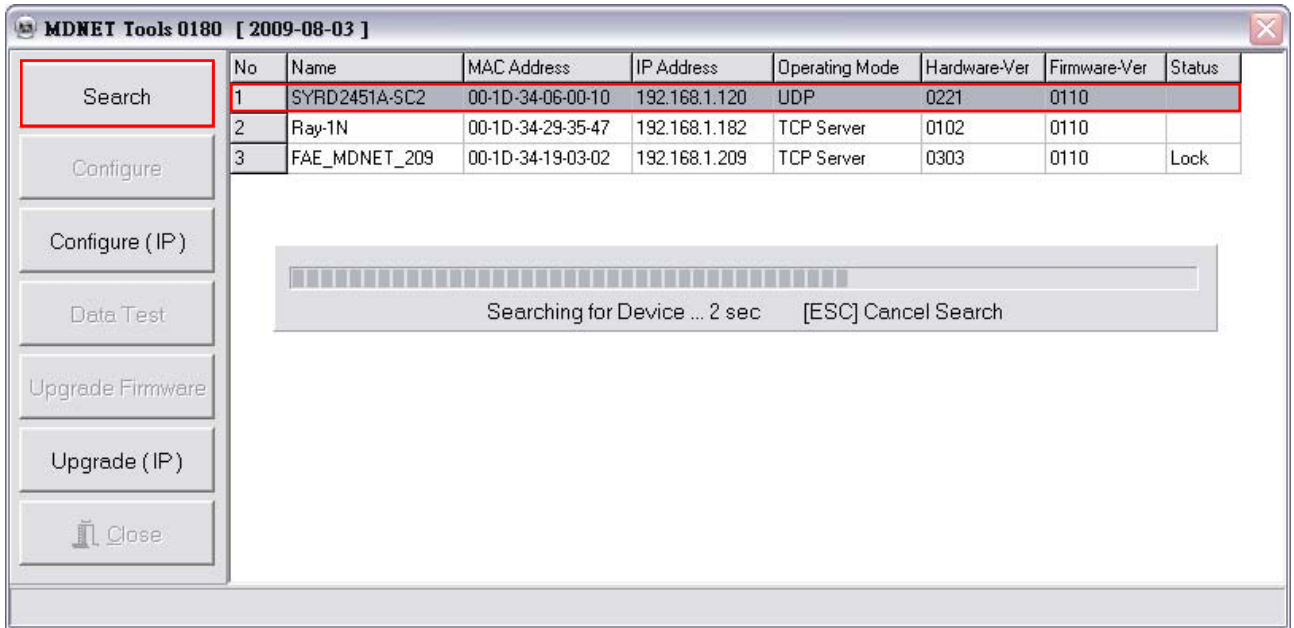 MDNET Tools 0180 [ 2009-08-03 ]
Search
Configure
Configure ( IP )
Data Test
Upgrade Firmware
Upgrade ( IP )
Close
No Name MAC Address IP Address Operating Mode Hardware-Ver Firmware-Ver Status
1 SYRD2451A-SC2 00-1D-34-06-00-10 192.168.1.120 UDP 0221 0110
2 Ray-1N 00-1D-34-29-35-47 192.168.1.182 TCP Server 0102 0110
3 FAE_MDNET_209 00-1D-34-19-03-02 192.168.1.209 TCP Server 0303 0110 Lock
Searching for Device ... 2 sec [ESC] Cancel Search